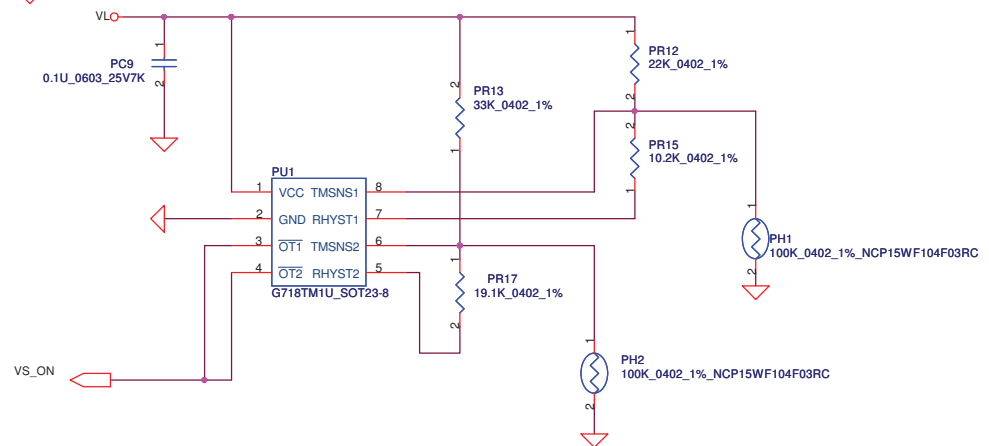 VL
1
PC9
0.1U_0603_25V7K
2
2
PR13
33K_0402_1%
1
1
PR12
22K_0402_1%
2
2
PR15
10.2K_0402_1%
1
PU1
1 VCC TMSNS1 8
2 GND RHYST1 7
3 OT1 TMSNS2 6
4 OT2 RHYST2 5
G718TM1U_SOT23-8
1
PR17
19.1K_0402_1%
2
1
PH1
100K_0402_1%_NCP15WF104F03RC
2
VS_ON
1
PH2
100K_0402_1%_NCP15WF104F03RC
2